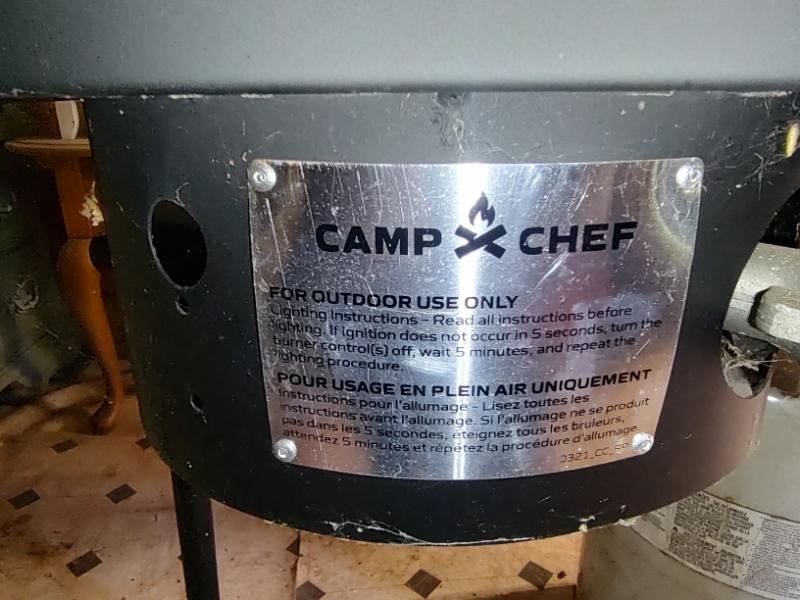 CAMP CHEF
FOR OUTDOOR USE ONLY
Lighting Instructions – Read all instructions before
lighting. If ignition does not occur in 5 seconds, turn the
burner control(s) off, wait 5 minutes, and repeat the
lighting procedure.
POUR USAGE EN PLEIN AIR UNIQUEMENT
Instructions pour l'allumage – Lisez toutes les
instructions avant l'allumage. Si l'allumage ne se produit
pas dans les 5 secondes, éteignez tous les bruleurs,
attendez 5 minutes et répétez la procédure d'allumage.